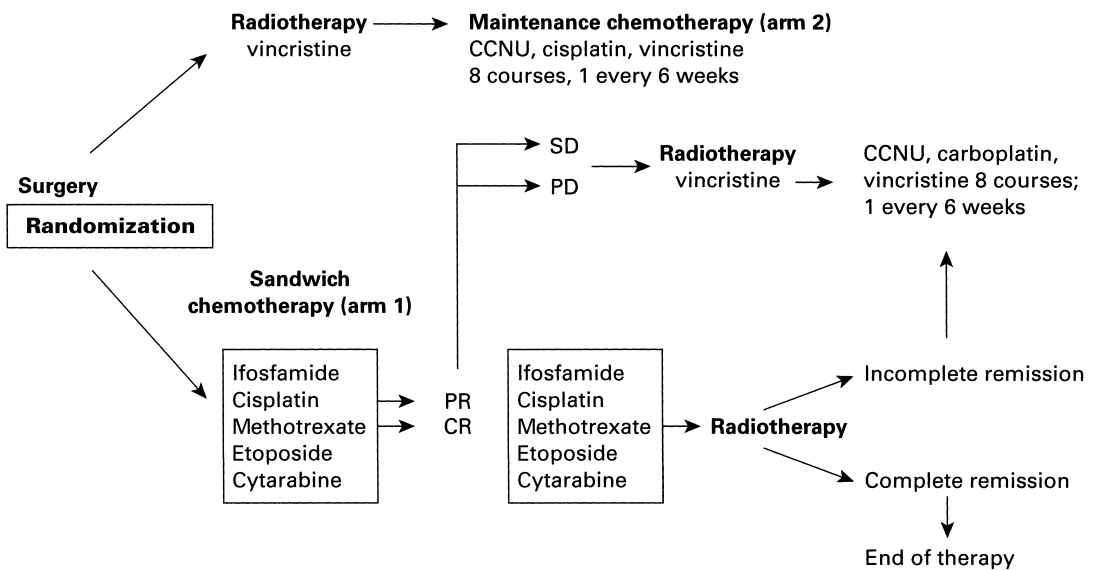 Radiotherapy
vincristine
Maintenance chemotherapy (arm 2)
CCNU, cisplatin, vincristine
8 courses, 1 every 6 weeks
SD
PD
Radiotherapy
vincristine
CCNU, carboplatin,
vincristine 8 courses;
1 every 6 weeks
Surgery
Randomization
Sandwich
chemotherapy (arm 1)
Ifosfamide
Cisplatin
Methotrexate
Etoposide
Cytarabine
PR
CR
Ifosfamide
Cisplatin
Methotrexate
Etoposide
Cytarabine
Radiotherapy
Incomplete remission
Complete remission
End of therapy